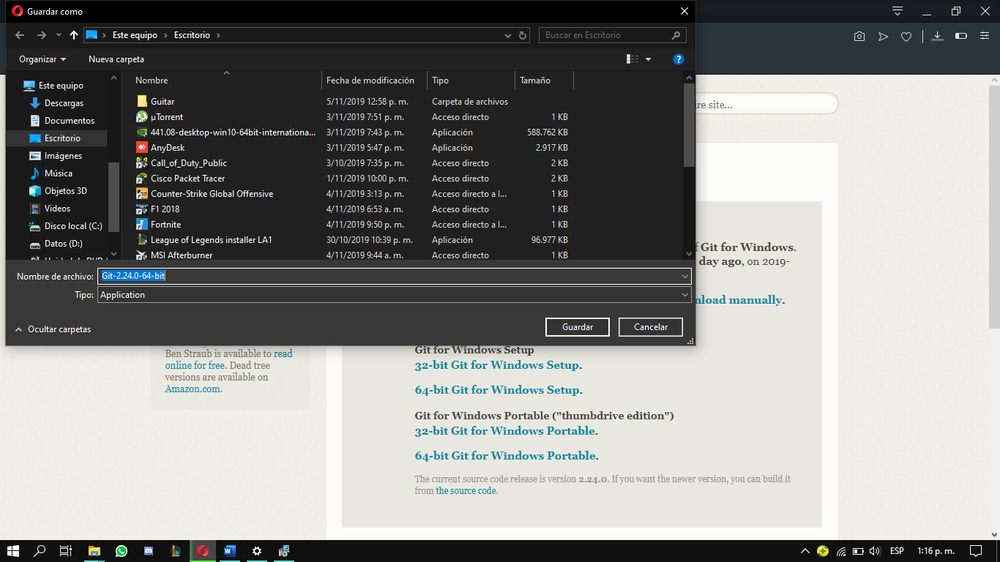 Guardar como
Este equipo › Escritorio ›
Buscar en Escritorio
Organizar
Nueva carpeta
Este equipo
Descargas
Documentos
Escritorio
Imágenes
Música
Objetos 3D
Videos
Disco local (C:)
Datos (D:)
Nombre Fecha de modificación Tipo Tamaño
Guitar 5/11/2019 12:58 p. m. Carpeta de archivos
µTorrent 3/11/2019 7:51 p. m. Acceso directo 1 KB
441.08-desktop-win10-64bit-internationa... 3/11/2019 7:43 p. m. Aplicación 588.762 KB
AnyDesk 3/11/2019 5:47 p. m. Aplicación 2.917 KB
Call_of_Duty_Public 3/10/2019 7:35 p. m. Acceso directo 2 KB
Cisco Packet Tracer 1/11/2019 10:00 p. m. Acceso directo 2 KB
Counter-Strike Global Offensive 4/11/2019 3:13 p. m. Acceso directo a I... 1 KB
F1 2018 4/11/2019 6:53 a. m. Acceso directo 1 KB
Fortnite 4/11/2019 9:50 p. m. Acceso directo a I... 1 KB
League of Legends installer LA1 30/10/2019 10:39 p. m. Aplicación 96.977 KB
MSI Afterburner 4/11/2019 9:44 a. m. Acceso directo 1 KB
Nombre de archivo: Git-2.24.0-64-bit
Tipo: Application
Ocultar carpetas
Guardar
Cancelar
site...
Git for Windows.
day ago, on 2019-
manually.
Ben Straub is available to read
online for free. Dead tree
versions are available on
Amazon.com.
Git for Windows Setup
32-bit Git for Windows Setup.
64-bit Git for Windows Setup.
Git for Windows Portable ("thumbdrive edition")
32-bit Git for Windows Portable.
64-bit Git for Windows Portable.
The current source code release is version 2.24.0. If you want the newer version, you can build it
from the source code.
ESP
1:16 p. m.